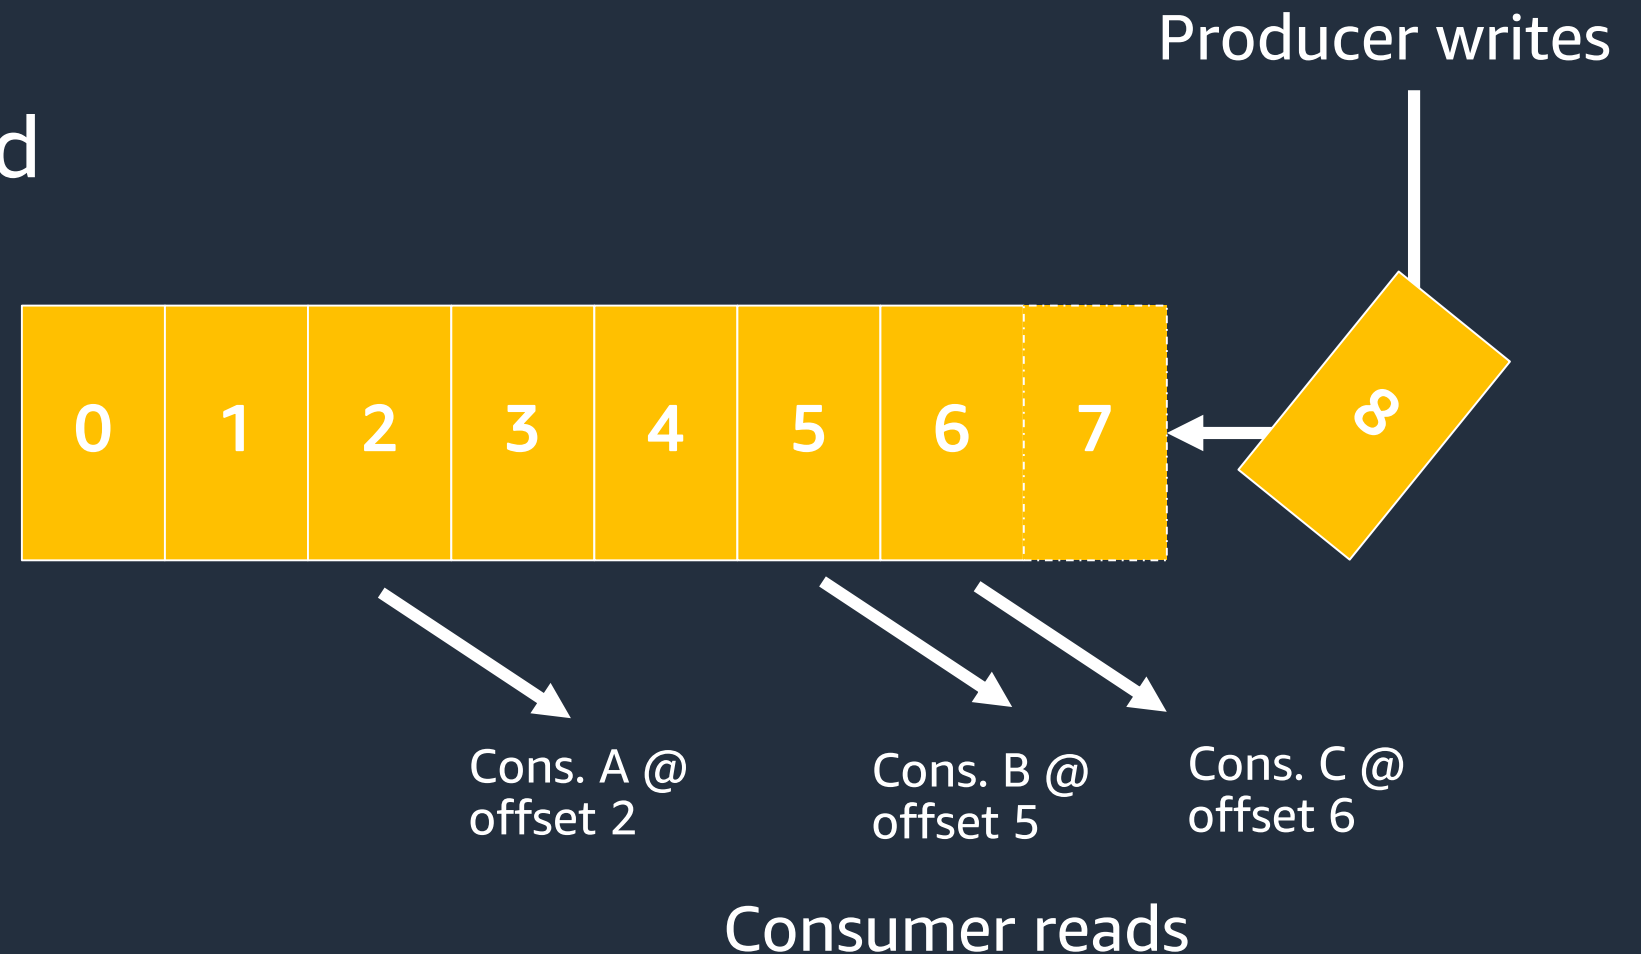 Producer writes
d
0 1 2 3 4 5 6 7 8
Cons. A @
offset 2
Cons. B @
offset 5
Cons. C @
offset 6
Consumer reads